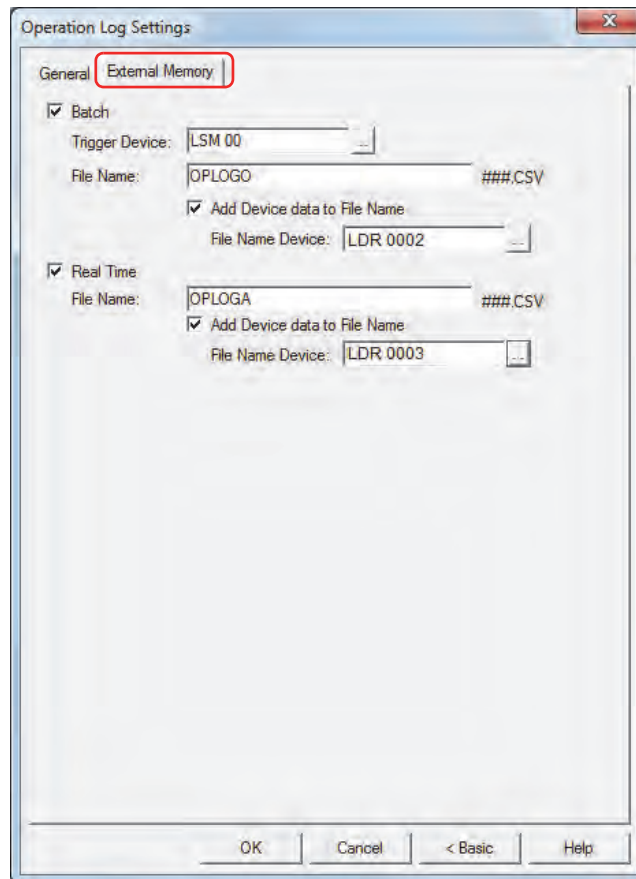 Operation Log Settings
General External Memory
Batch
Trigger Device: LSM 00 ...
File Name: OPLOGO ###.CSV
Add Device data to File Name
File Name Device: LDR 0002 ...
Real Time
File Name: OPLOGA ###.CSV
Add Device data to File Name
File Name Device: LDR 0003 ...
OK Cancel < Basic Help